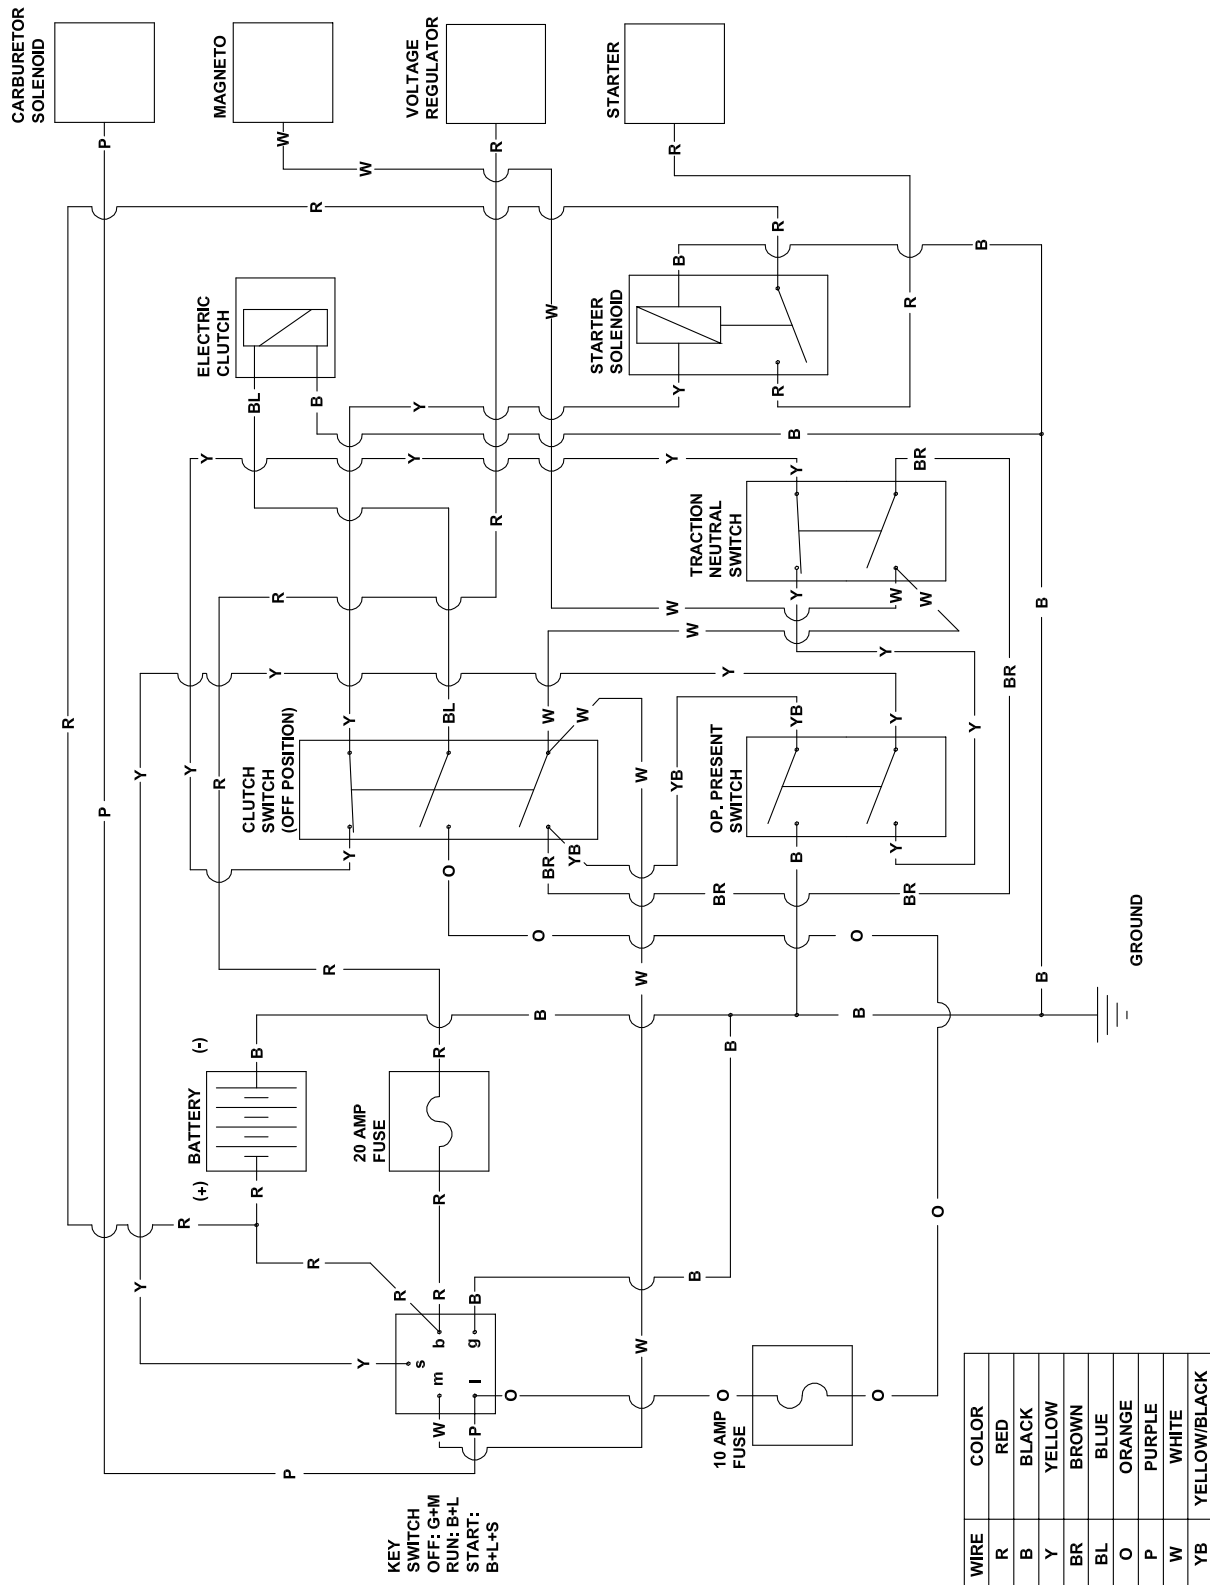 CARBURETOR
SOLENOID
R
P
P
Y
Y
R
Y
BATTERY
(+)
(-)
Y
ELECTRIC
CLUTCH
R
MAGNETO
R
B
BL
CLUTCH
SWITCH
(OFF POSITION)
Y
R
W
P
R
B
R
R
Y
Y
Y
W
20 AMP
FUSE
KEY
SWITCH
OFF: G+M
RUN: B+L
START:
B+L+S
R
VOLTAGE
REGULATOR
Y
Y
s
W
m
b
R
R
R
O
BL
P
l
g
B
R
R
O
B
O
BR
W
W
YB
W
STARTER
SOLENOID
STARTER
W
W
W
W
Y
R
YB
Y
B
B
W
TRACTION
NEUTRAL
SWITCH
OP. PRESENT
SWITCH
O
B
BR
Y
10 AMP
FUSE
R
R
B
B
YB
Y
Y
B
O
O
Y
Y
Y
W
BR
R
BR
W
O
Y
B
BR
B
B
GROUND
WIRE COLOR
R RED
B BLACK
Y YELLOW
BR BROWN
BL BLUE
O ORANGE
P PURPLE
W WHITE
YB YELLOW/BLACK